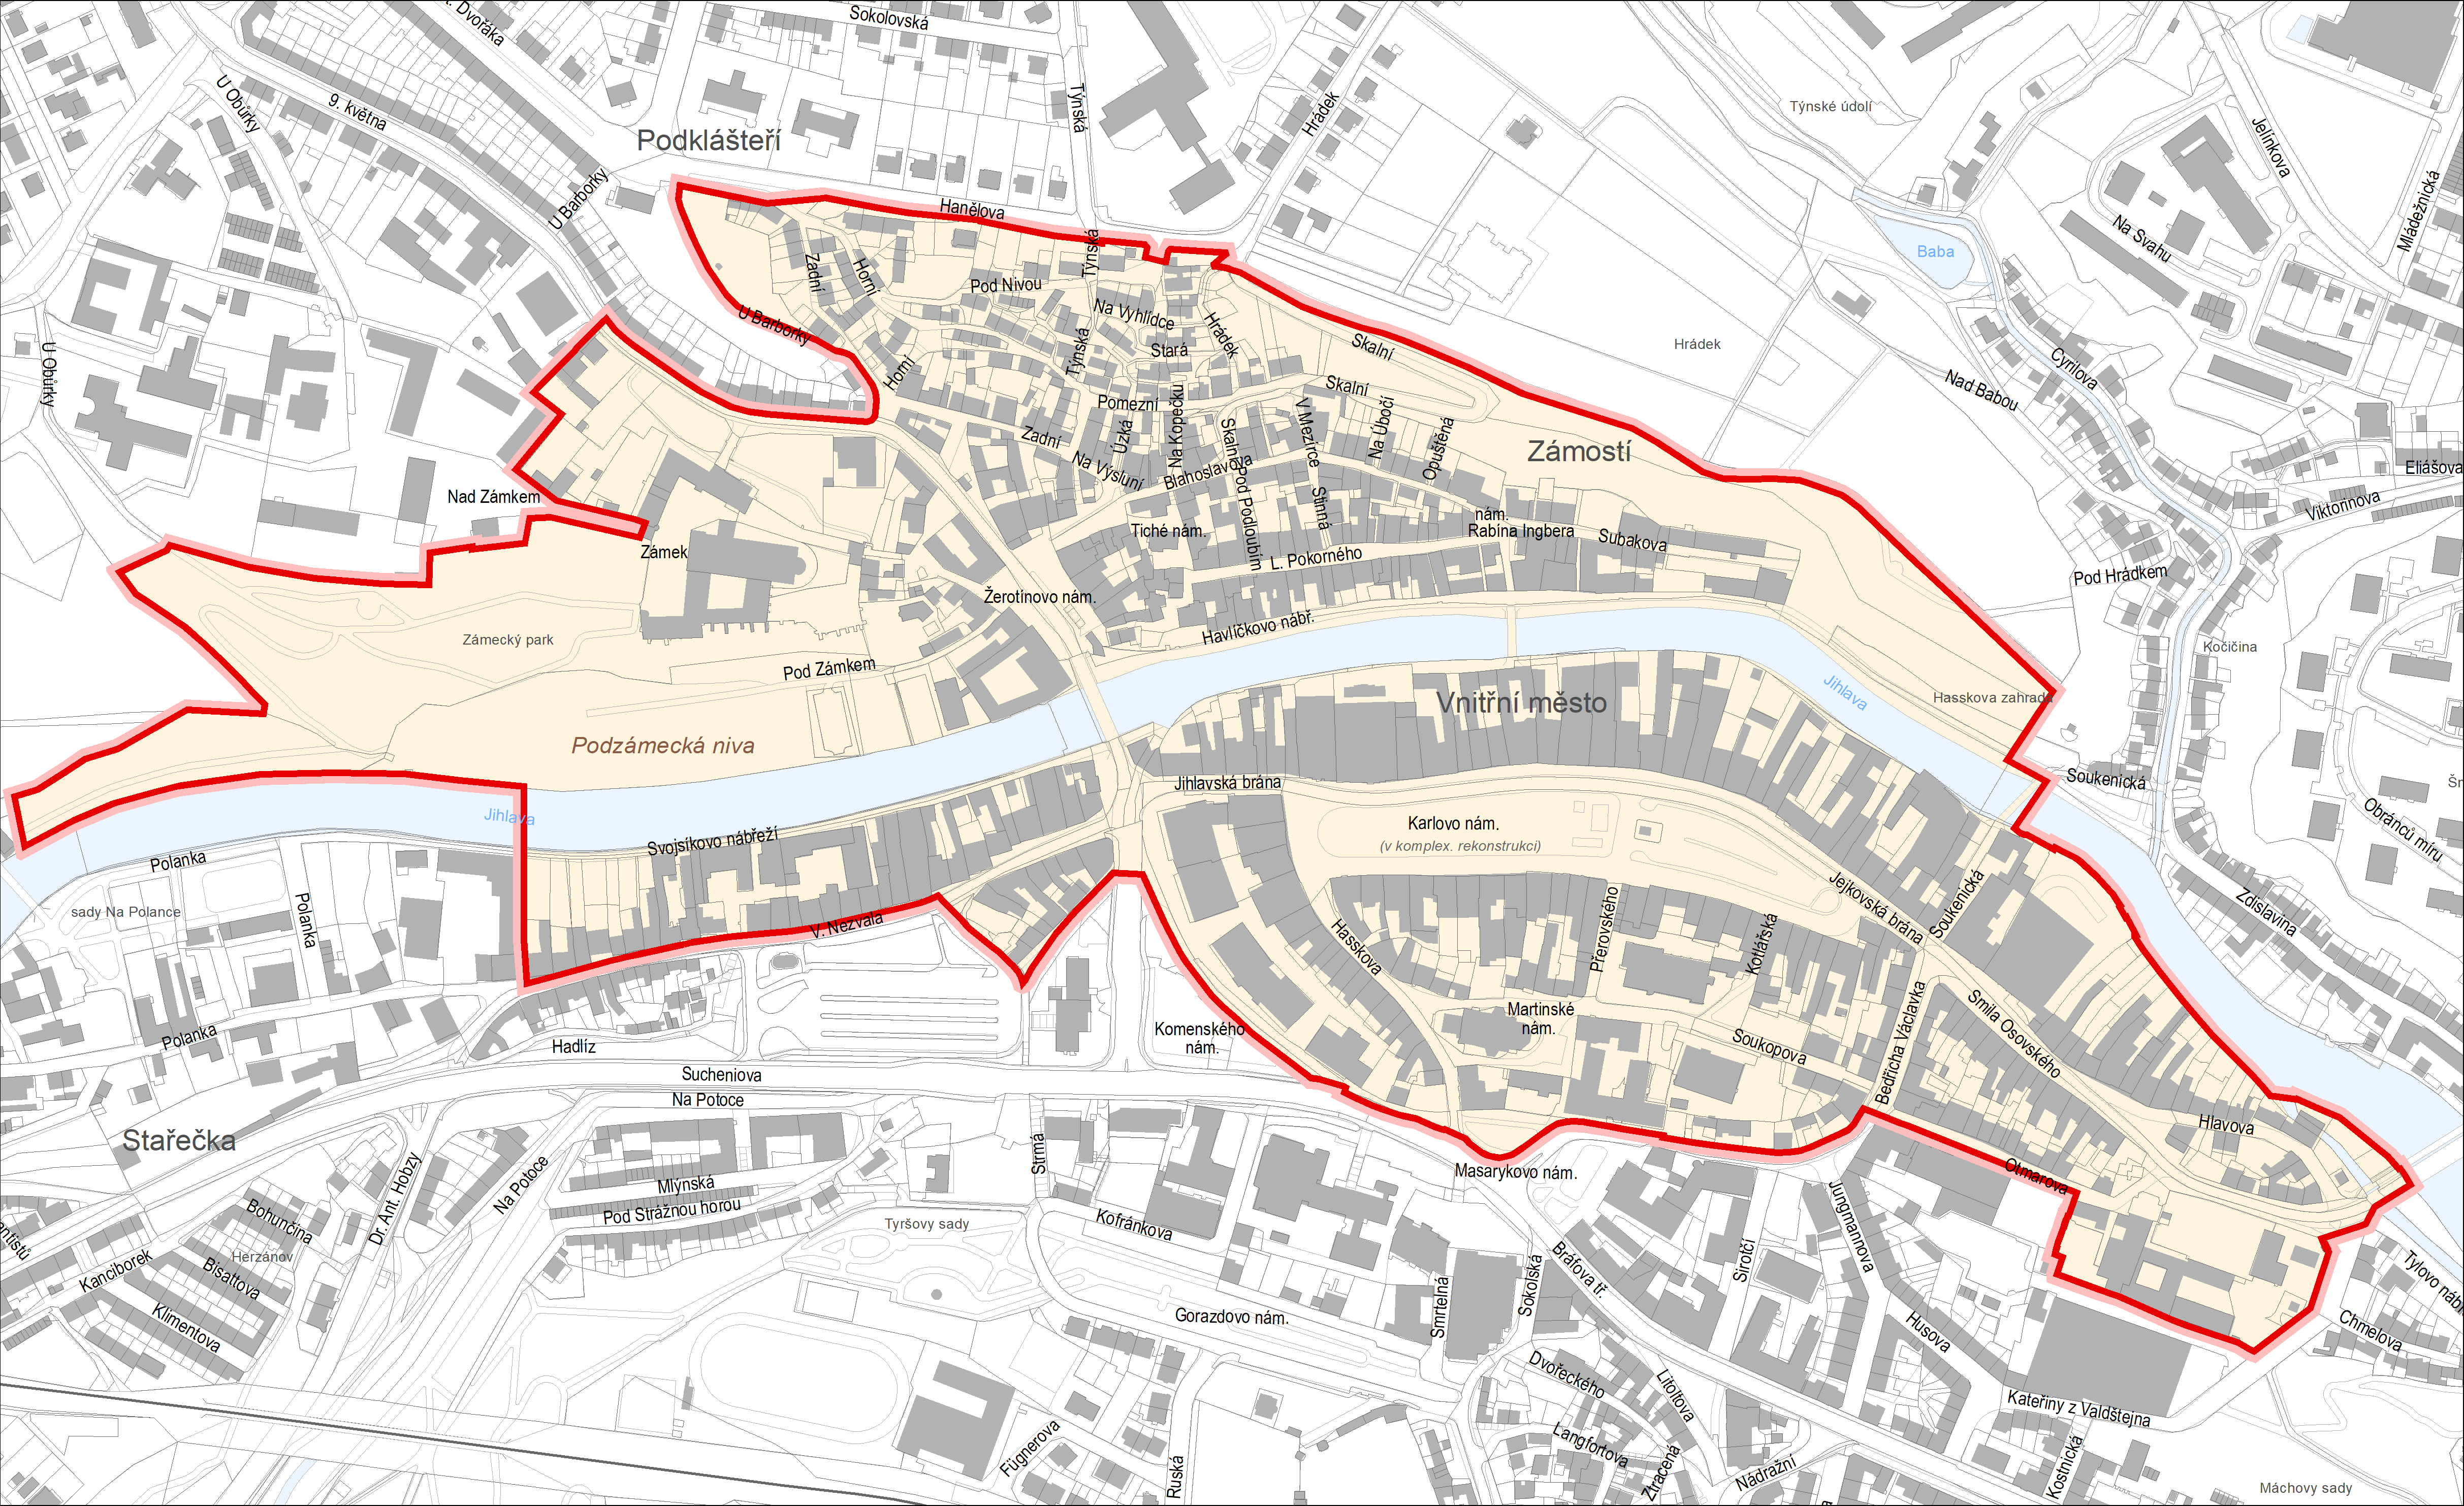 t. Dvořáka
Sokolovská
U Obůrky
9. května
Týnská
Hrádek
Týnské údolí
Jelínkova
Podklášteří
U Barborky
Hanělova
Mládežnická
Na Svahu
Baba
Týnská
Zadní
Horní
Pod Nivou
Na Vyhlídce
U Barborky
Hrádek
Skalní
Hrádek
Týnská
Stará
Cyrilova
U Obůrky
Horní
Skalní
Nad Babou
Pomezní
Na Kopečku
V Mezírce
Na Úbočí
Úzká
Skalní
Opuštěná
Zadní
Zámostí
Na Výsluní
Blahoslavova
Eliášova
Nad Zámkem
Pod Podloubím
Stinná
Viktorinova
nám.
Rabína Ingbera
Tiché nám.
Subakova
Zámek
L. Pokorného
Pod Hrádkem
Žerotínovo nám.
Havlíčkovo nábř.
Zámecký park
Kočičina
Pod Zámkem
Jihlava
Hasskova zahrada
Vnitřní město
Podzámecká niva
Jihlavská brána
Soukenická
Jihlava
Karlovo nám.
(v komplex. rekonstrukci)
Obránců míru
Svojsíkovo nábřeží
Polanka
Jejkovská brána
Soukenická
sady Na Polance
Polanka
V. Nezvala
Zdislavina
Hasskova
Přerovského
Kotlářská
Martinské
nám.
Smila Osovského
Polanka
Hadlíz
Komenského
nám.
Soukopova
Bedřicha Václavka
Sucheniova
Na Potoce
Hlavova
Stařečka
Strmá
Masarykovo nám.
Otmarova
Na Potoce
Mlýnská
Pod Strážnou horou
Dr. Ant. Hobzy
Bohunčina
Tyršovy sady
Kofránkova
Jungmannova
Herzánov
Kanciborek
Bisattova
Bráfova tř.
Sirotčí
Sokolská
Smrtelná
Tylovo nábř
Klimentova
Gorazdovo nám.
Husova
Chmelova
Dvořeckého
Litoltova
Kateřiny z Valdštejna
Fügnerova
Langfortova
Ruská
Ztracená
Nádražní
Kostnická
Máchovy sady